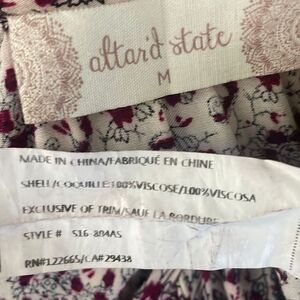 altar'd state
M
MADE IN CHINA/FABRIQUÉ EN CHINE
SHELL/COQUILLE:100%VISCOSE/100%VISCOSA
EXCLUSIVE OF TRIM/SAUF LA BORDURE
STYLE # S16-804AS
RN#122665/CA#29438